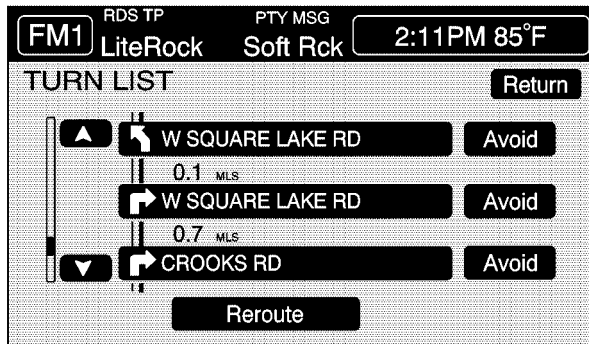 RDS TP PTY MSG
FM1 LiteRock Soft Rck 2:11PM 85°F
TURN LIST Return
W SQUARE LAKE RD Avoid
0.1 MLS
W SQUARE LAKE RD Avoid
0.7 MLS
CROOKS RD Avoid
Reroute